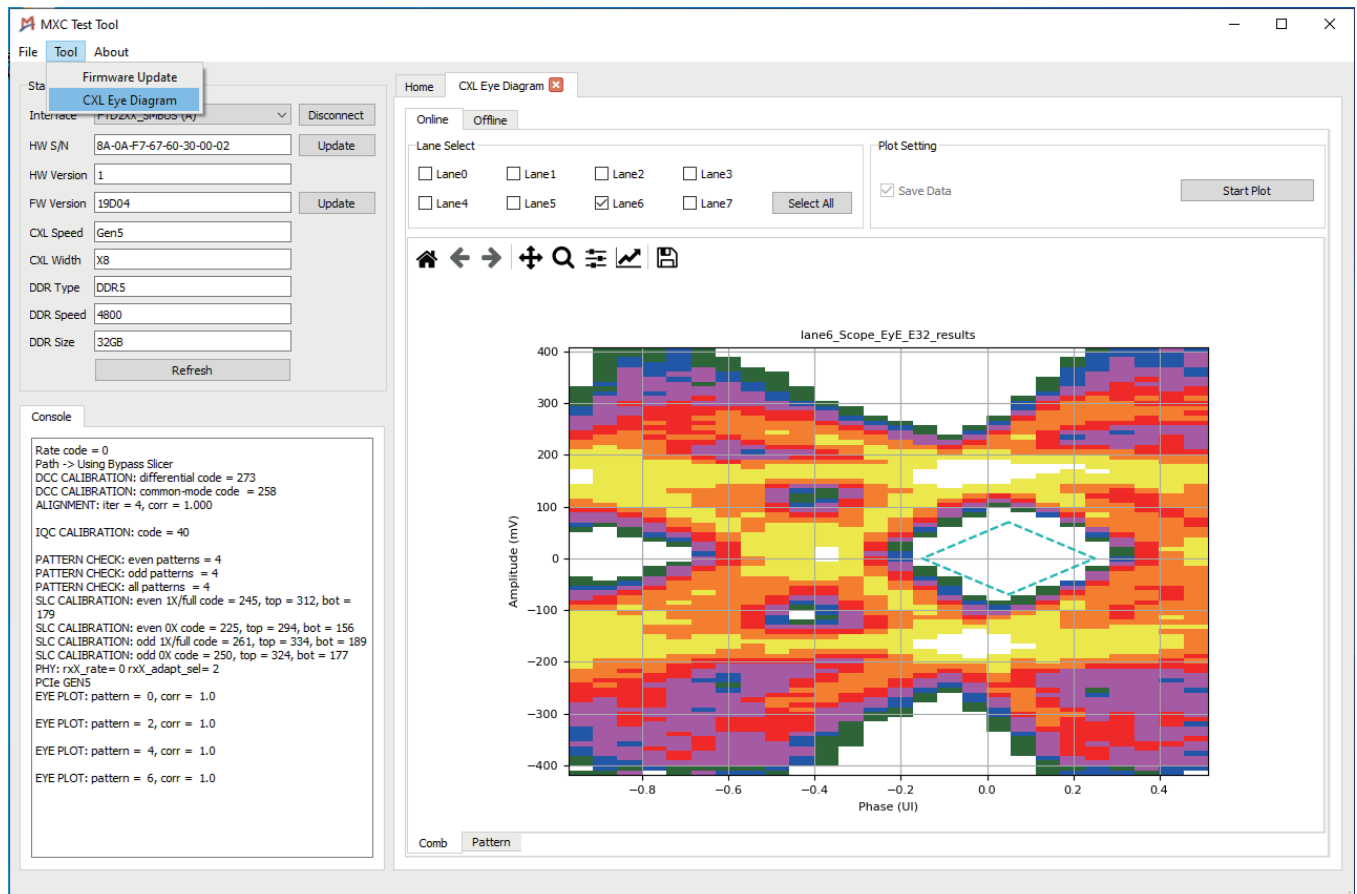 MXC Test Tool
File Tool About
Firmware Update
CXL Eye Diagram
Sta
Interface FTD2XX_SMBUS (A) Disconnect
HW S/N 8A-0A-F7-67-60-30-00-02 Update
HW Version 1
FW Version 19D04 Update
CXL Speed Gen5
CXL Width X8
DDR Type DDR5
DDR Speed 4800
DDR Size 32GB
Refresh
Console
Rate code = 0
Path -> Using Bypass Slicer
DCC CALIBRATION: differential code = 273
DCC CALIBRATION: common-mode code = 258
ALIGNMENT: iter = 4, corr = 1.000
IQC CALIBRATION: code = 40
PATTERN CHECK: even patterns = 4
PATTERN CHECK: odd patterns = 4
PATTERN CHECK: all patterns = 4
SLC CALIBRATION: even 1X/full code = 245, top = 312, bot =
179
SLC CALIBRATION: even 0X code = 225, top = 294, bot = 156
SLC CALIBRATION: odd 1X/full code = 261, top = 334, bot = 189
SLC CALIBRATION: odd 0X code = 250, top = 324, bot = 177
PHY: rxX_rate= 0 rxX_adapt_sel= 2
PCIe GEN5
EYE PLOT: pattern = 0, corr = 1.0
EYE PLOT: pattern = 2, corr = 1.0
EYE PLOT: pattern = 4, corr = 1.0
EYE PLOT: pattern = 6, corr = 1.0
Home CXL Eye Diagram
Online Offline
Lane Select
Lane0 Lane1 Lane2 Lane3
Lane4 Lane5 Lane6 Lane7 Select All
Plot Setting
Save Data Start Plot
lane6_Scope_EyE_E32_results
400
300
200
100
0
−100
−200
−300
−400
Amplitude (mV)
−0.8 −0.6 −0.4 −0.2 0.0 0.2 0.4
Phase (UI)
Comb Pattern